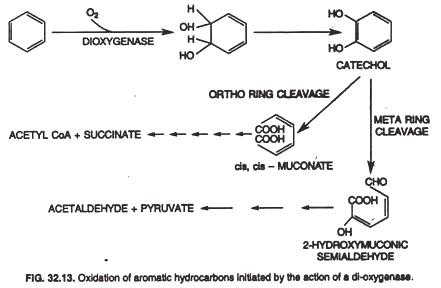 O2
DIOXYGENASE
H
OH
H
HO
HO
HO
CATECHOL
ORTHO RING CLEAVAGE
META RING
CLEAVAGE
ACETYL CoA + SUCCINATE
COOH
COOH
cis, cis – MUCONATE
CHO
COOH
ACETALDEHYDE + PYRUVATE
OH
2-HYDROXYMUCONIC
SEMIALDEHYDE
FIG. 32.13. Oxidation of aromatic hydrocarbons initiated by the action of a di-oxygenase.